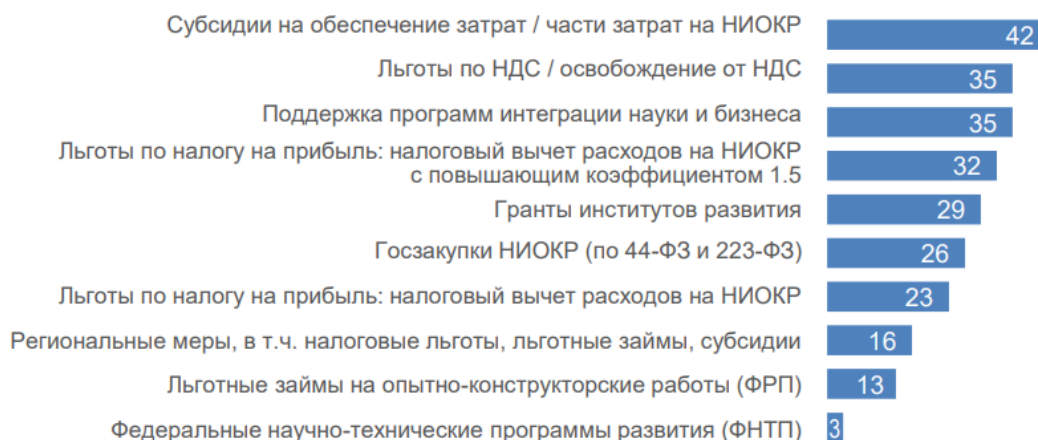 Субсидии на обеспечение затрат / части затрат на НИОКР 42
Льготы по НДС / освобождение от НДС 35
Поддержка программ интеграции науки и бизнеса 35
Льготы по налогу на прибыль: налоговый вычет расходов на НИОКР
с повышающим коэффициентом 1.5 32
Гранты институтов развития 29
Госзакупки НИОКР (по 44-ФЗ и 223-ФЗ) 26
Льготы по налогу на прибыль: налоговый вычет расходов на НИОКР 23
Региональные меры, в т.ч. налоговые льготы, льготные займы, субсидии 16
Льготные займы на опытно-конструкторские работы (ФРП) 13
Федеральные научно-технические программы развития (ФНТП) 3